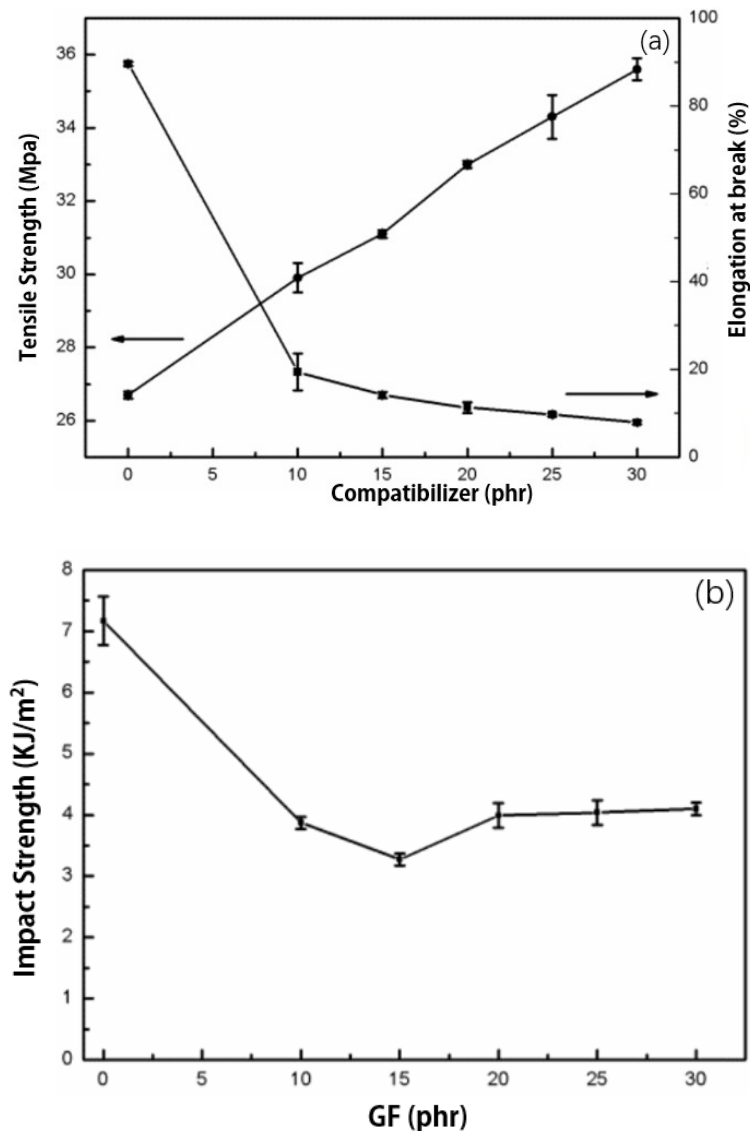 (a)
36
34
32
30
28
26
Tensile Strength (Mpa)
100
80
60
40
20
0
Elongation at break (%)
0 5 10 15 20 25 30
Compatibilizer (phr)
(b)
8
7
6
5
4
3
2
1
0
Impact Strength (KJ/m²)
0 5 10 15 20 25 30
GF (phr)